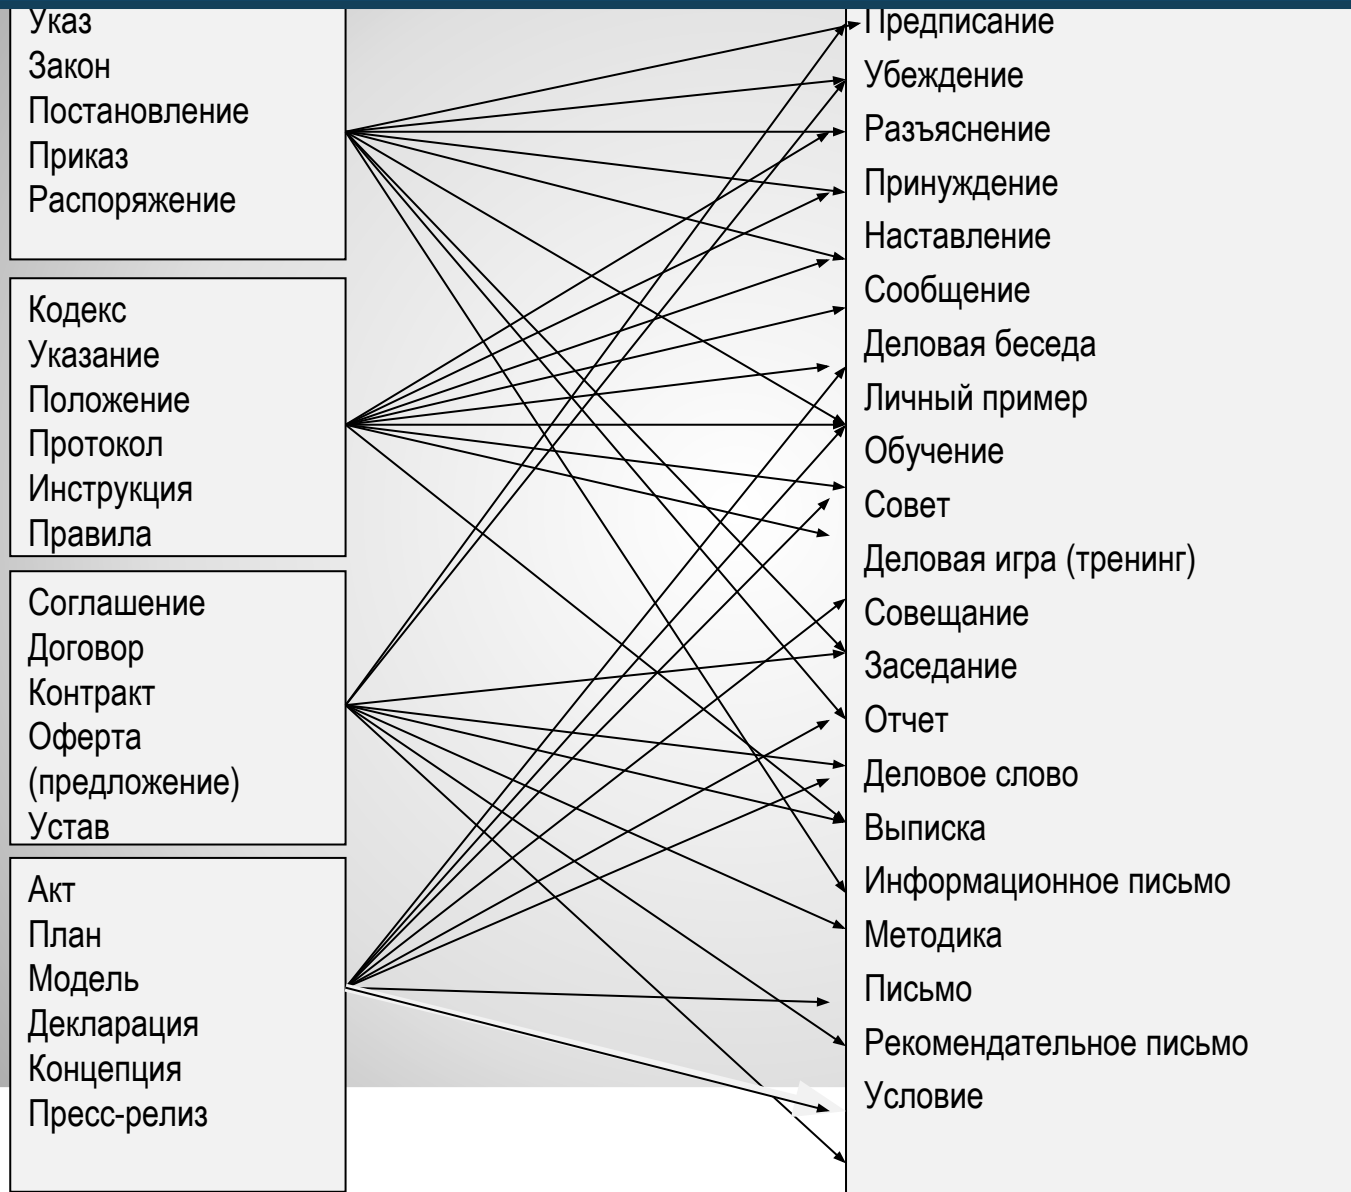 Указ
Закон
Постановление
Приказ
Распоряжение
Кодекс
Указание
Положение
Протокол
Инструкция
Правила
Соглашение
Договор
Контракт
Оферта
(предложение)
Устав
Акт
План
Модель
Декларация
Концепция
Пресс-релиз
Предписание
Убеждение
Разъяснение
Принуждение
Наставление
Сообщение
Деловая беседа
Личный пример
Обучение
Совет
Деловая игра (тренинг)
Совещание
Заседание
Отчет
Деловое слово
Выписка
Информационное письмо
Методика
Письмо
Рекомендательное письмо
Условие